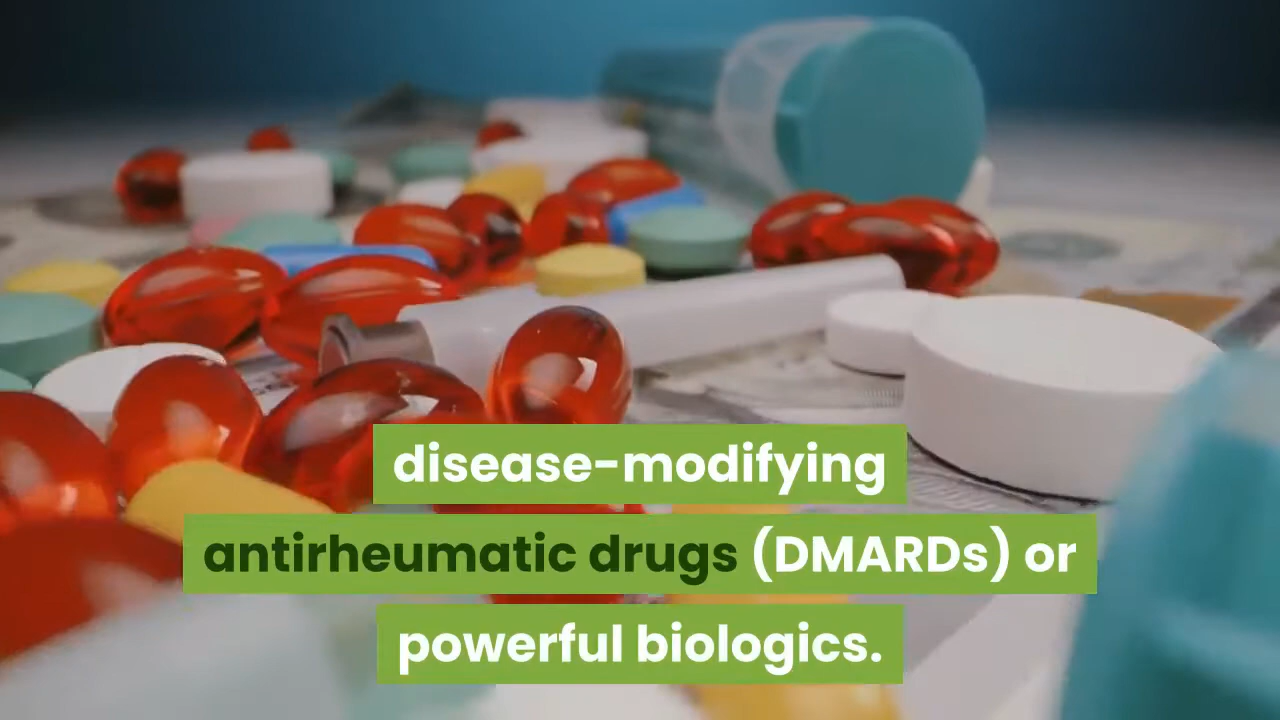 disease-modifying
antirheumatic drugs (DMARDs) or
powerful biologics.